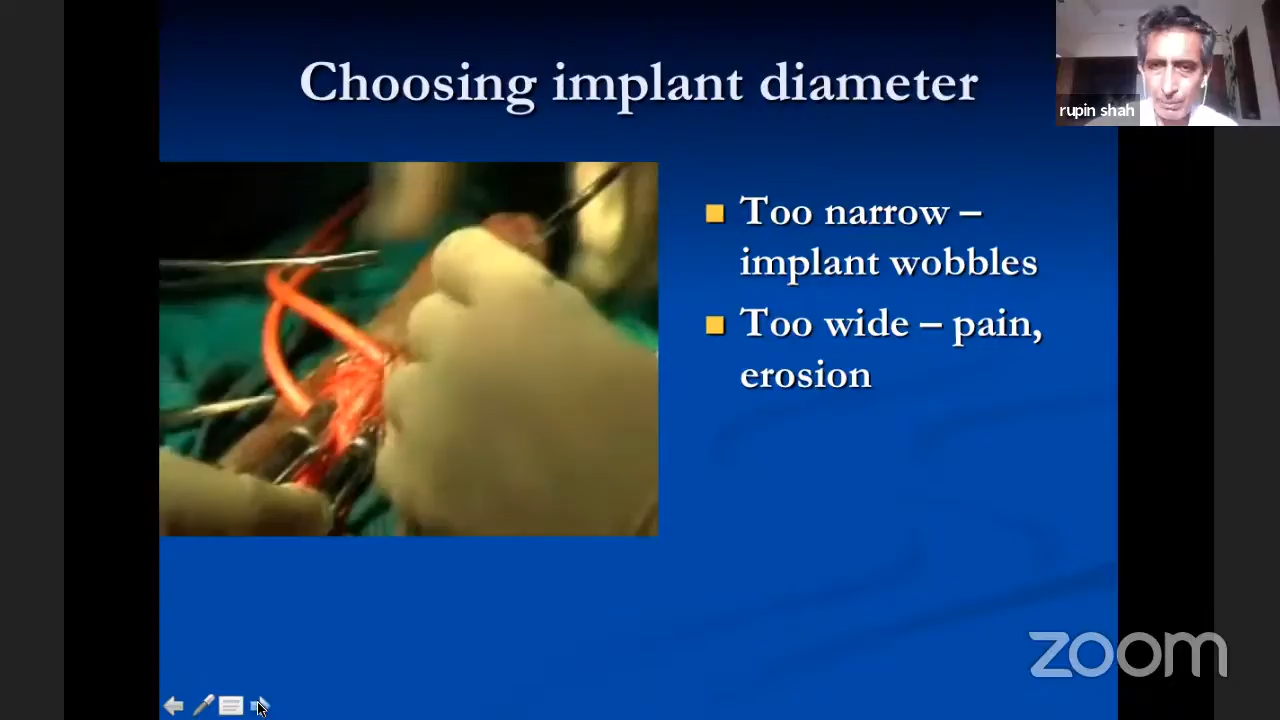 Choosing implant diameter
rupin shah
Too narrow –
implant wobbles
Too wide – pain,
erosion
zoom